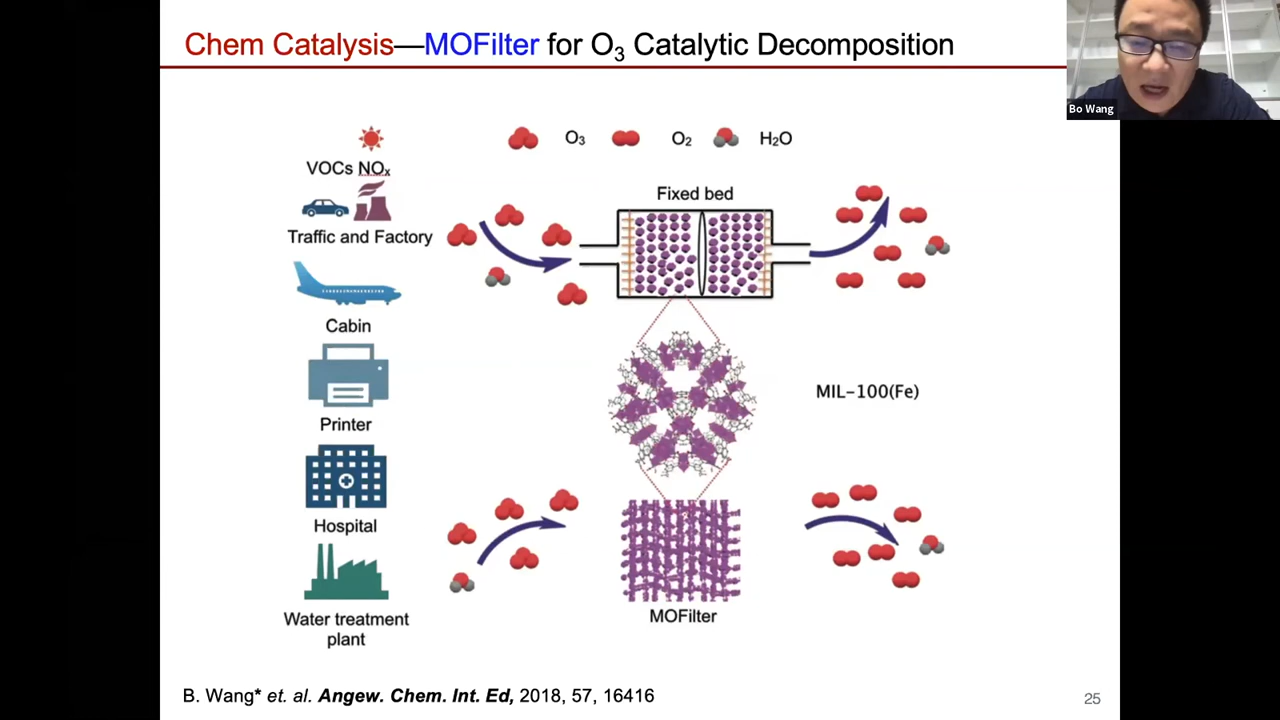 Chem Catalysis—MOFilter for O₃ Catalytic Decomposition
Bo Wang
O₃
O₂
H₂O
VOCs NOₓ
Traffic and Factory
Fixed bed
Cabin
Printer
MIL-100(Fe)
Hospital
Water treatment
plant
MOFilter
B. Wang* et. al. Angew. Chem. Int. Ed, 2018, 57, 16416
25